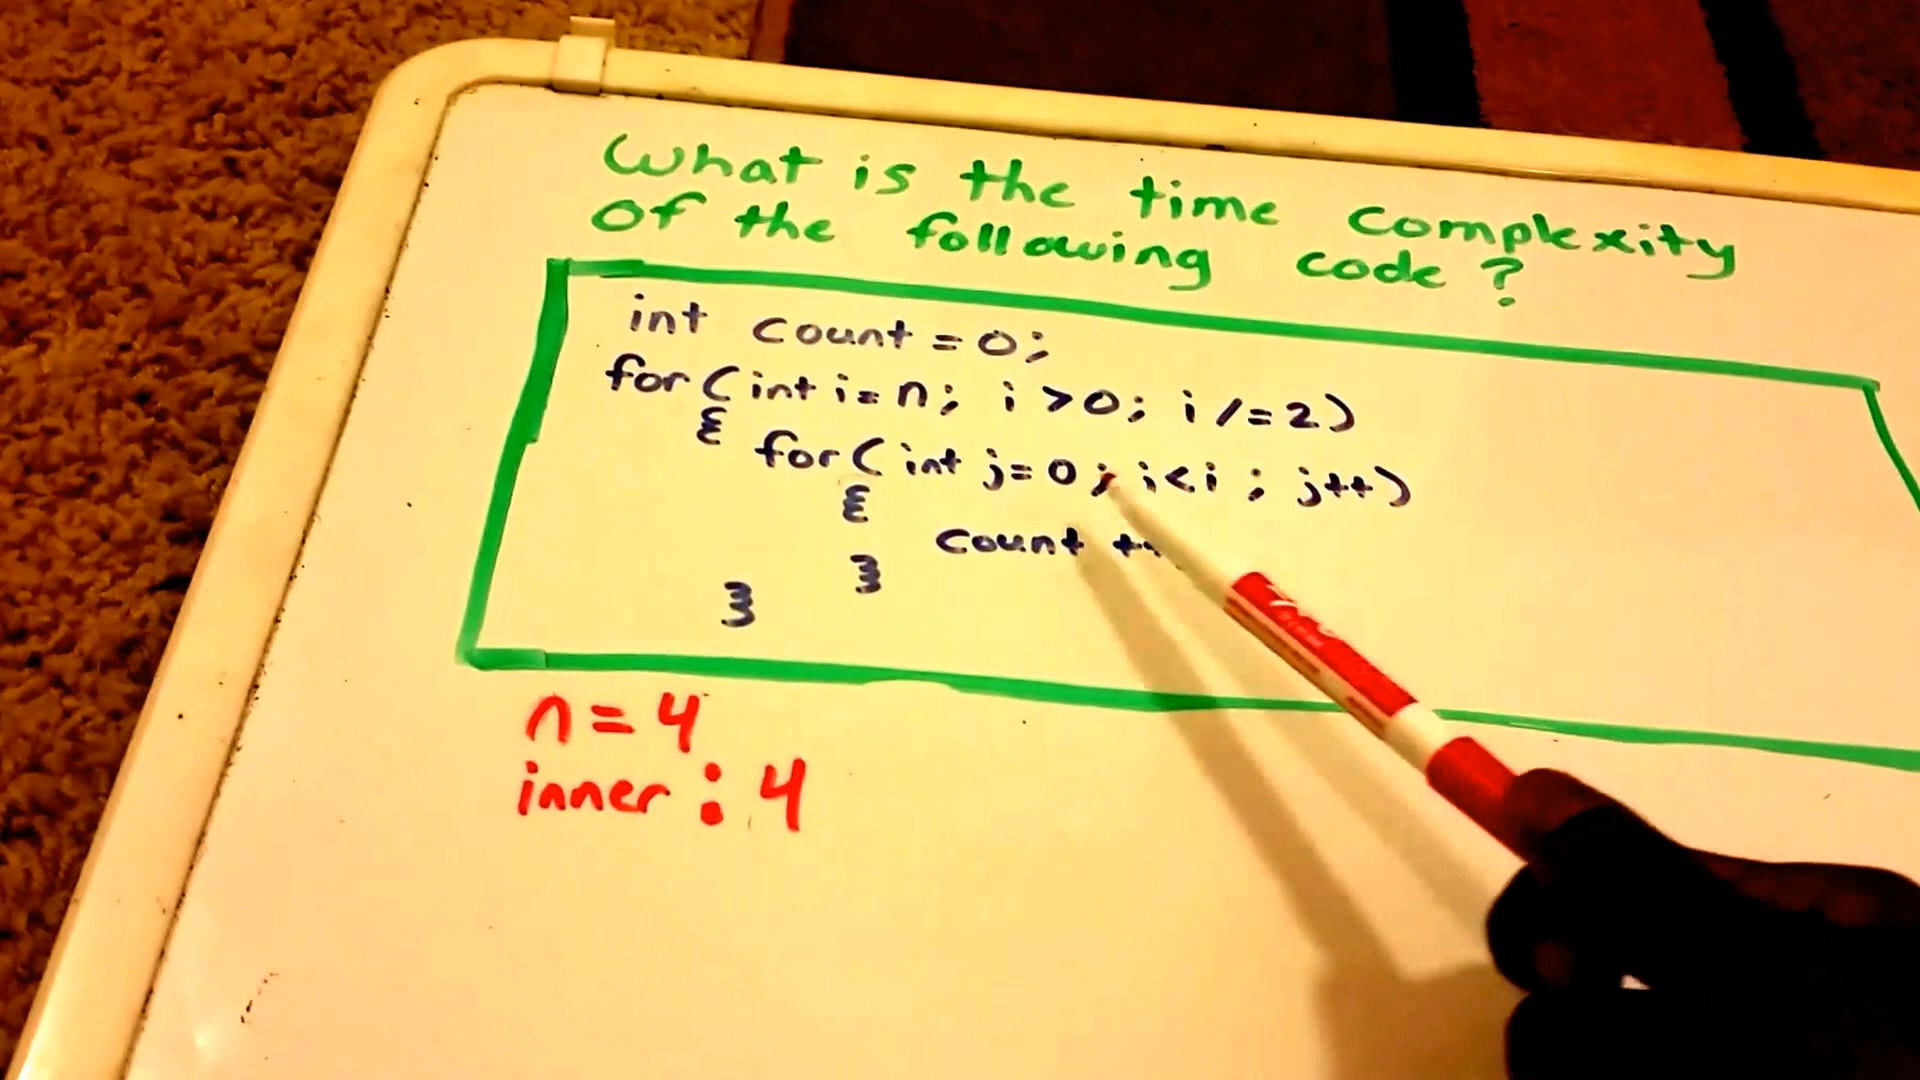 What is the time complexity
of the following code?
int count = 0;
for(int i=n; i>0; i/=2)
{
for(int j=0; i<i; j++)
{
count ++
}
}
n=4
inner: 4